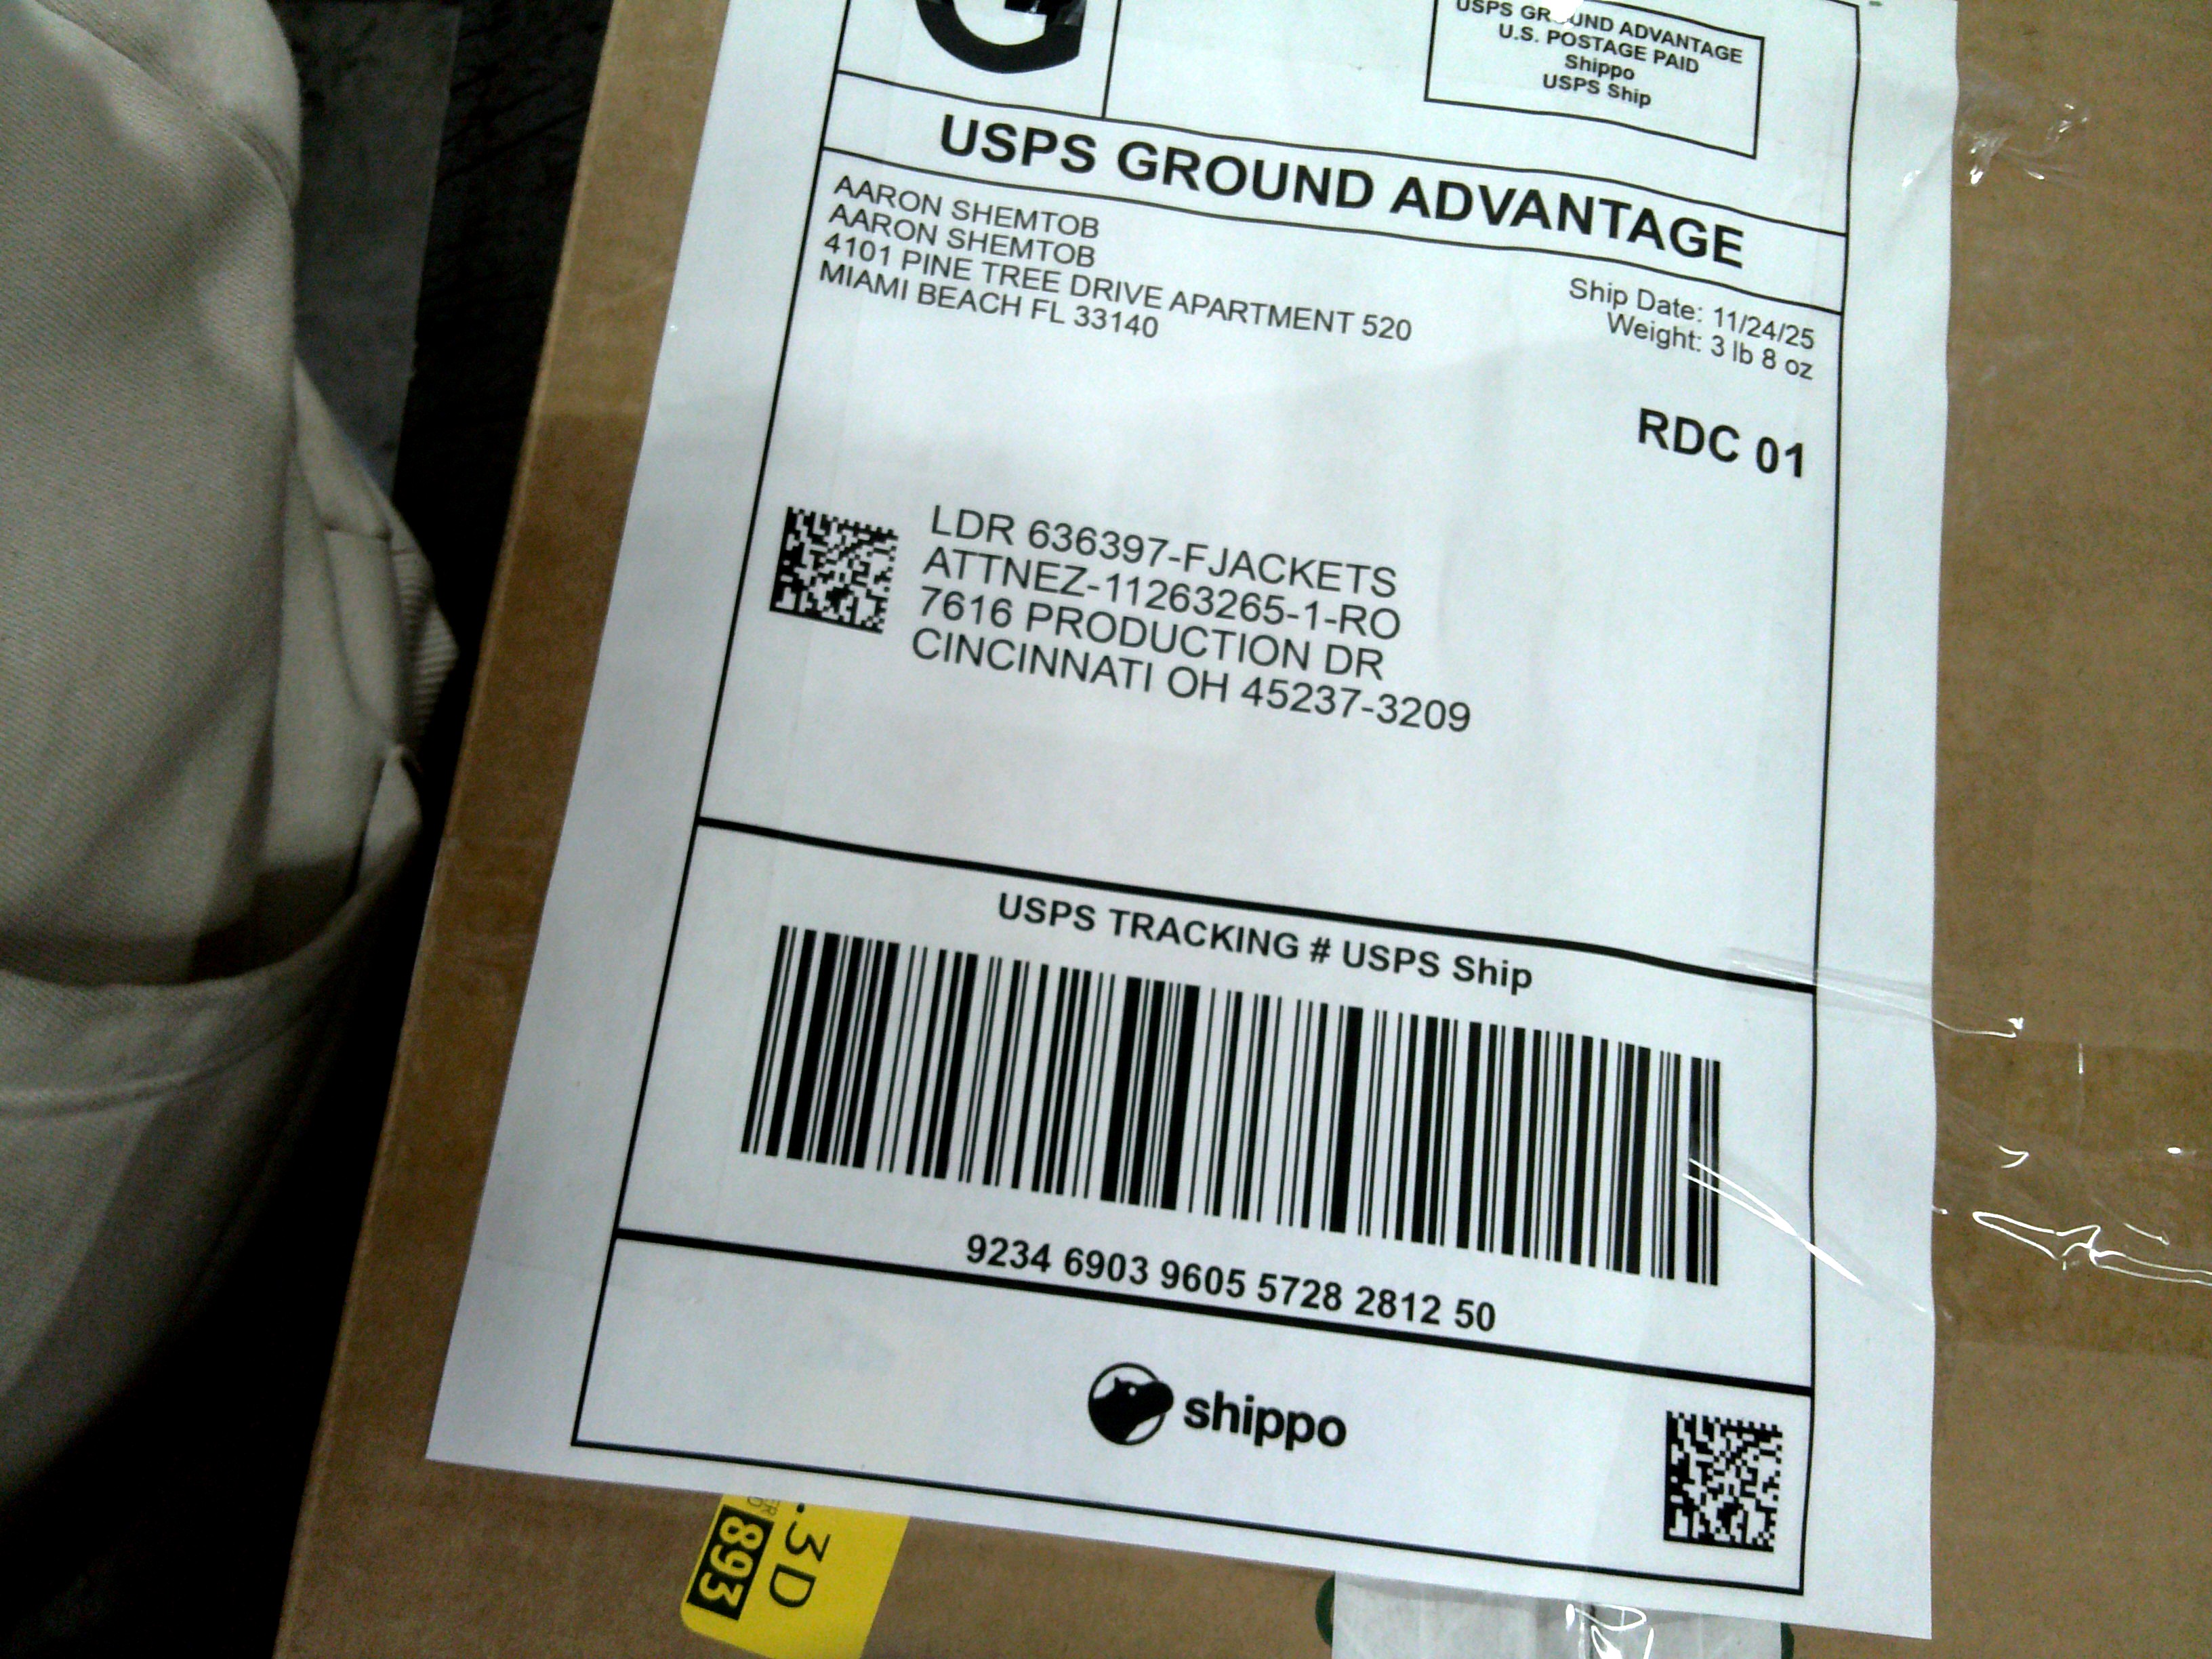 G
USPS GROUND ADVANTAGE
U.S. POSTAGE PAID
Shippo
USPS Ship
USPS GROUND ADVANTAGE
AARON SHEMTOB
AARON SHEMTOB
4101 PINE TREE DRIVE APARTMENT 520
MIAMI BEACH FL 33140
Ship Date: 11/24/25
Weight: 3 lb 8 oz
RDC 01
LDR 636397-FJACKETS
ATTNEZ-11263265-1-RO
7616 PRODUCTION DR
CINCINNATI OH 45237-3209
USPS TRACKING # USPS Ship
9234 6903 9605 5728 2812 50
shippo
.3D
893